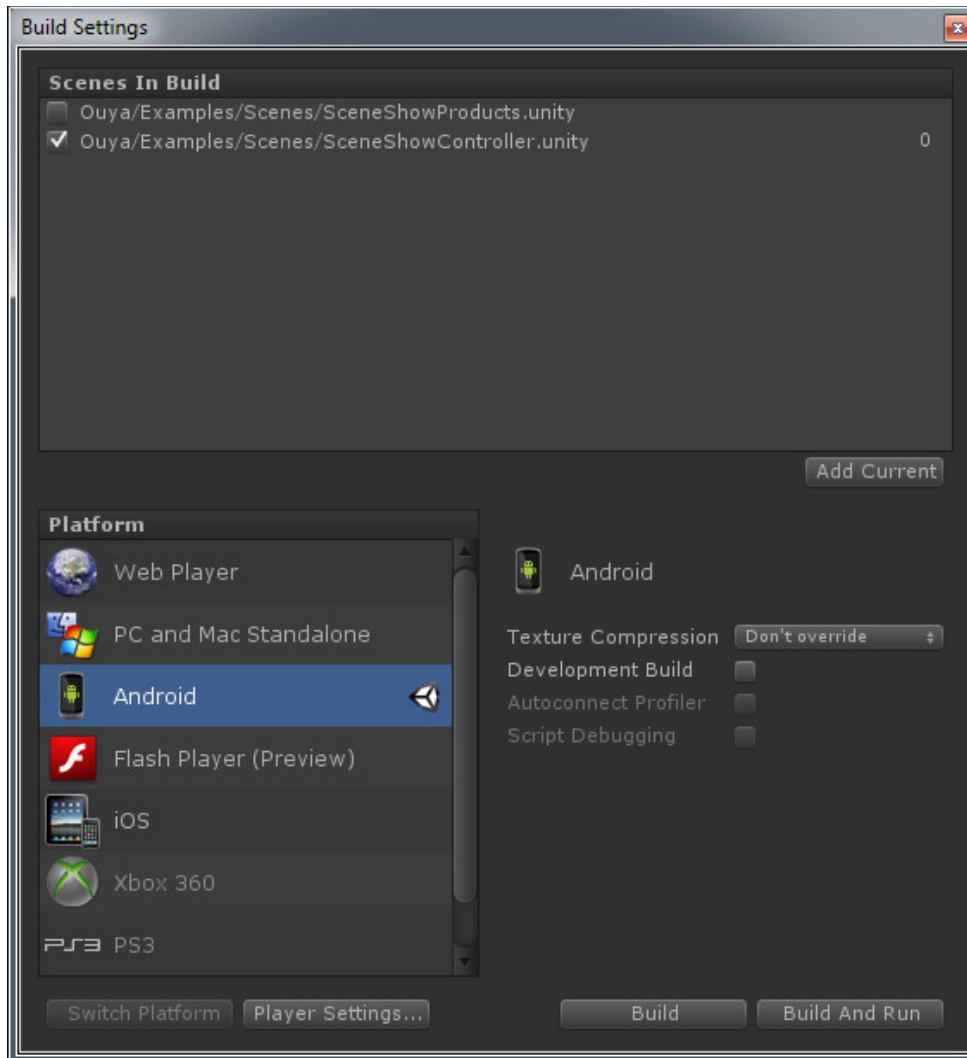 Build Settings
x
Scenes In Build
Ouya/Examples/Scenes/SceneShowProducts.unity
Ouya/Examples/Scenes/SceneShowController.unity 0
Add Current
Platform
Web Player
PC and Mac Standalone
Android
Flash Player (Preview)
iOS
Xbox 360
PS3 PS3
Android
Texture Compression Don't override
Development Build
Autoconnect Profiler
Script Debugging
Switch Platform Player Settings... Build Build And Run